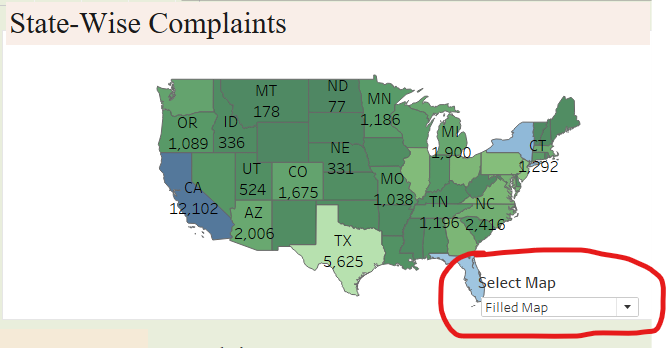 State-Wise Complaints
MT
178
ND
77
MN
1,186
OR
1,089
ID
336
MI
1,900
CT
1,292
NE
331
UT
524
CO
1,675
MO
1,038
CA
12,102
AZ
2,006
TN
1,196
NC
2,416
TX
5,625
Select Map
Filled Map